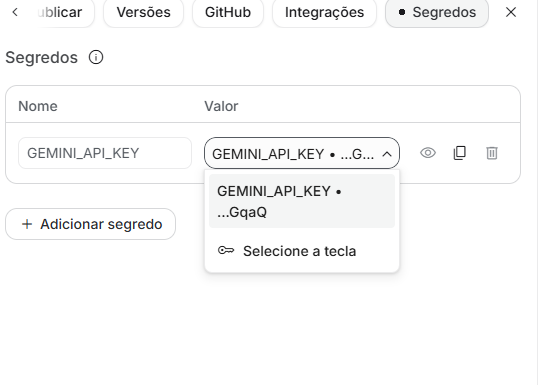 ublicar
Versões
GitHub
Integrações
Segredos
Segredos
Nome
Valor
GEMINI_API_KEY
GEMINI_API_KEY • ...G...
GEMINI_API_KEY •
...GqaQ
Selecione a tecla
+ Adicionar segredo